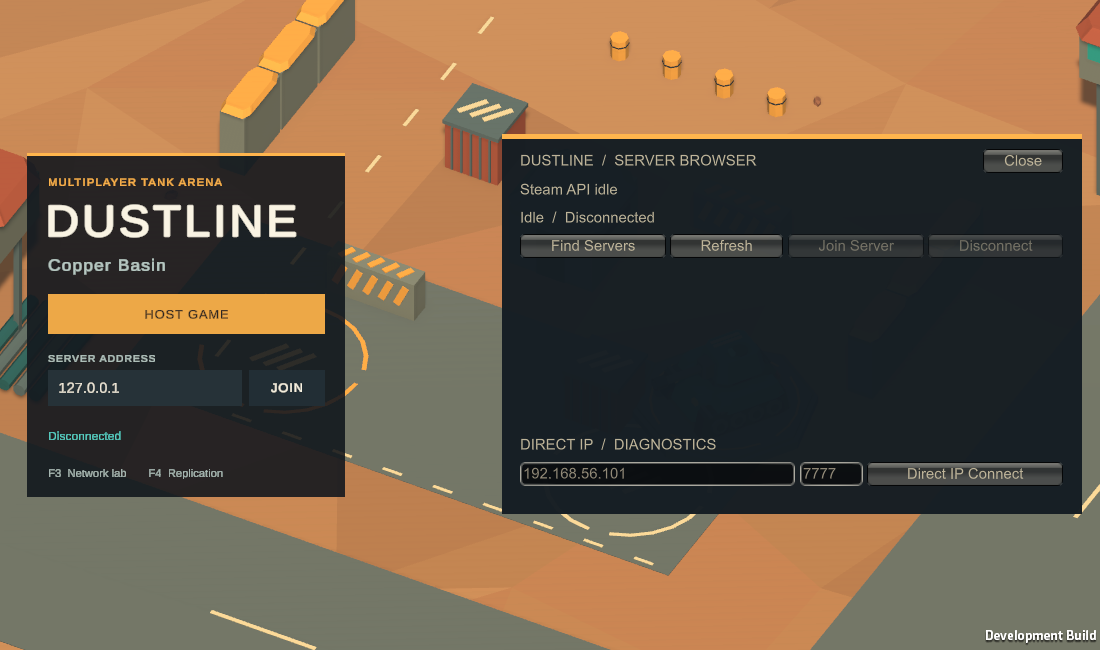 MULTIPLAYER TANK ARENA
DUSTLINE
Copper Basin
HOST GAME
SERVER ADDRESS
127.0.0.1 JOIN
Disconnected
F3 Network lab F4 Replication
DUSTLINE / SERVER BROWSER Close
Steam API idle
Idle / Disconnected
Find Servers Refresh Join Server Disconnect
DIRECT IP / DIAGNOSTICS
192.168.56.101 7777 Direct IP Connect
Development Build